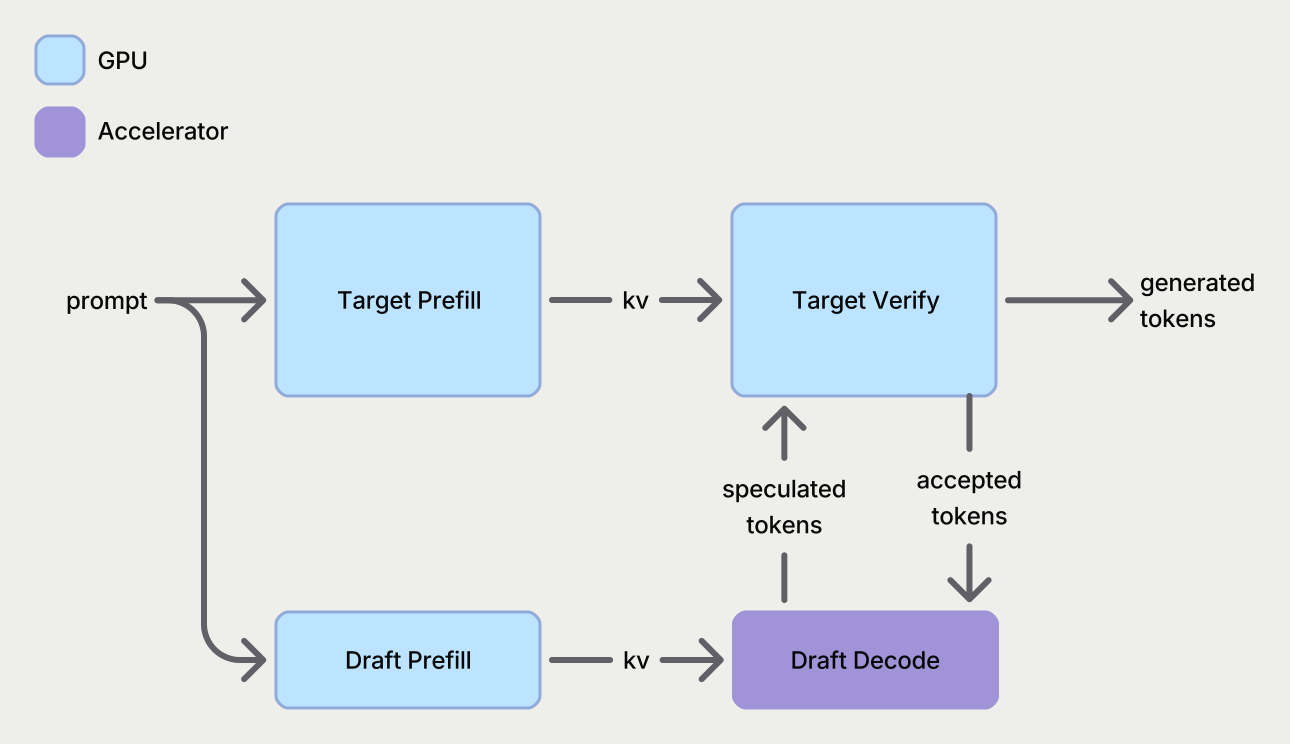 GPU
Accelerator
prompt
Target Prefill
kv
Target Verify
generated
tokens
speculated
tokens
accepted
tokens
Draft Prefill
kv
Draft Decode